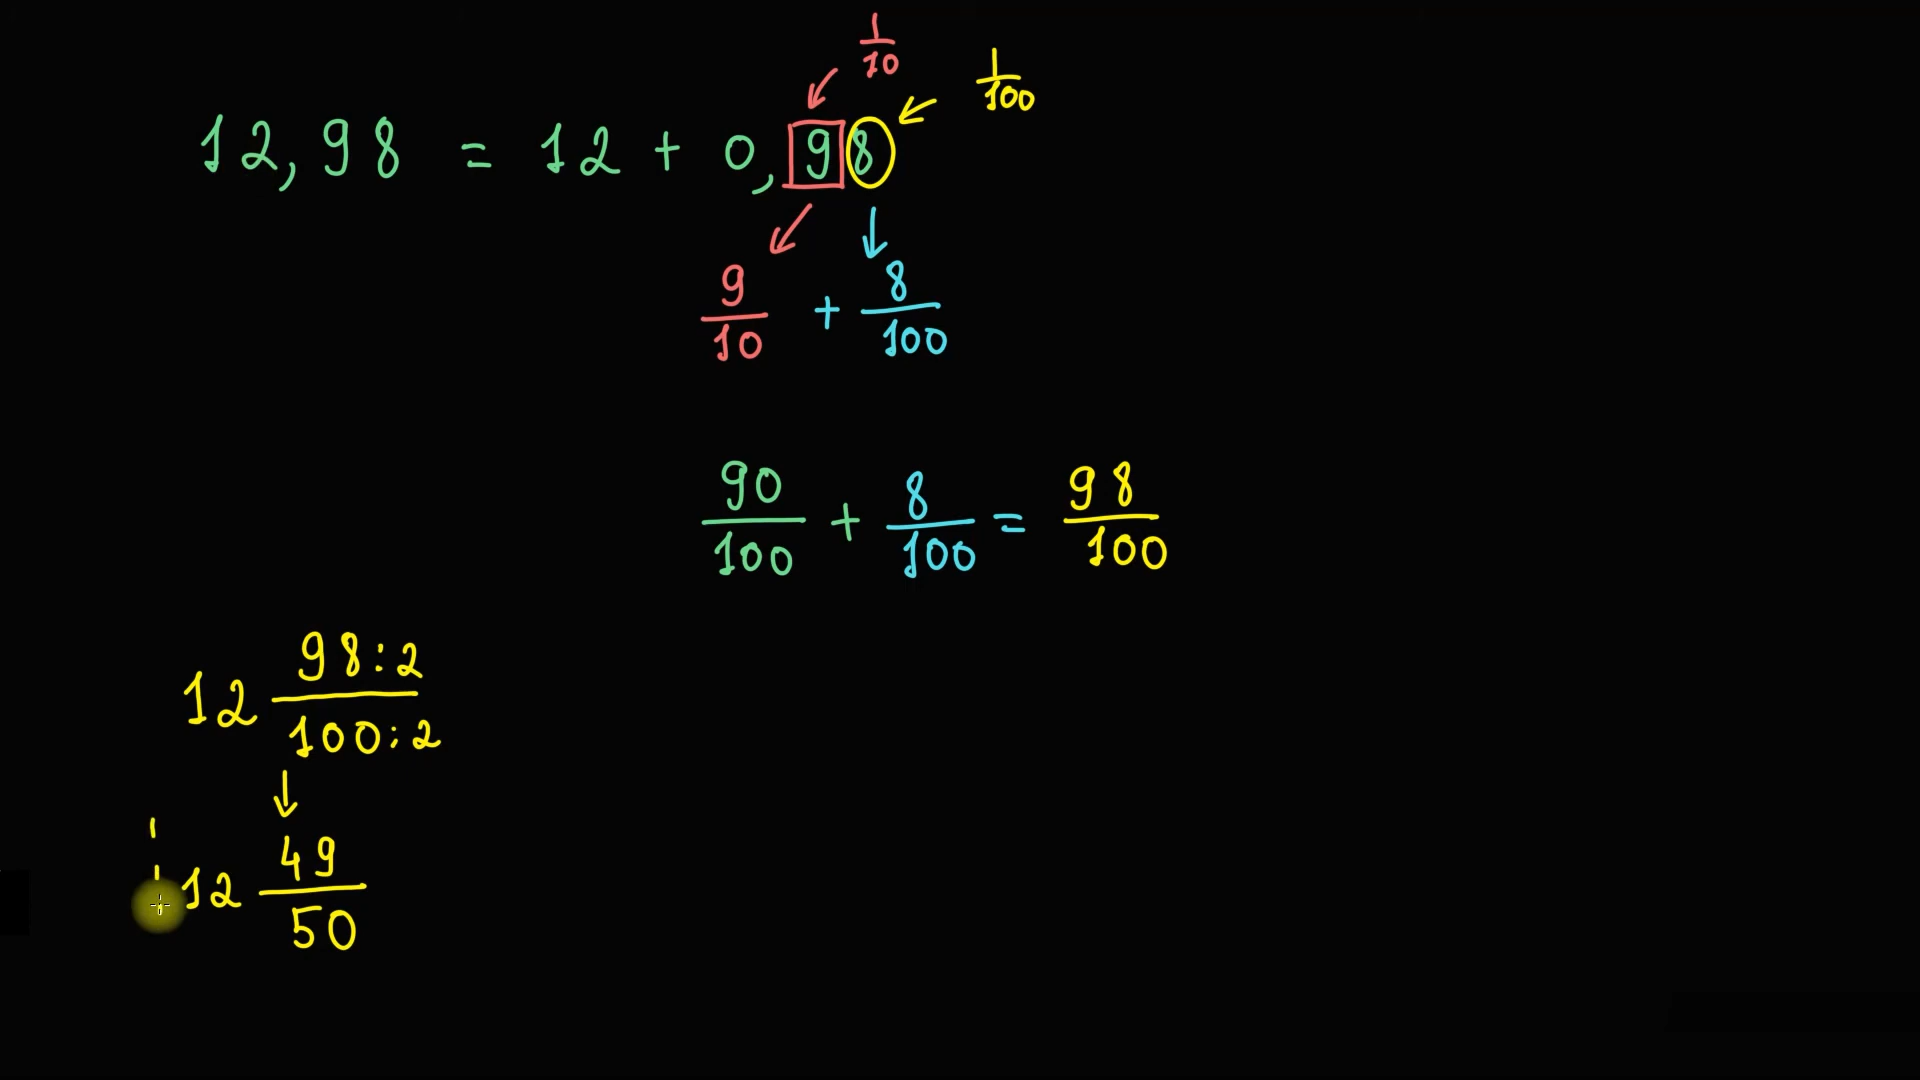 1/10
1/100
12,98 = 12 + 0,98
9/10 + 8/100
90/100 + 8/100 = 98/100
12 98:2/100:2
12 49/50